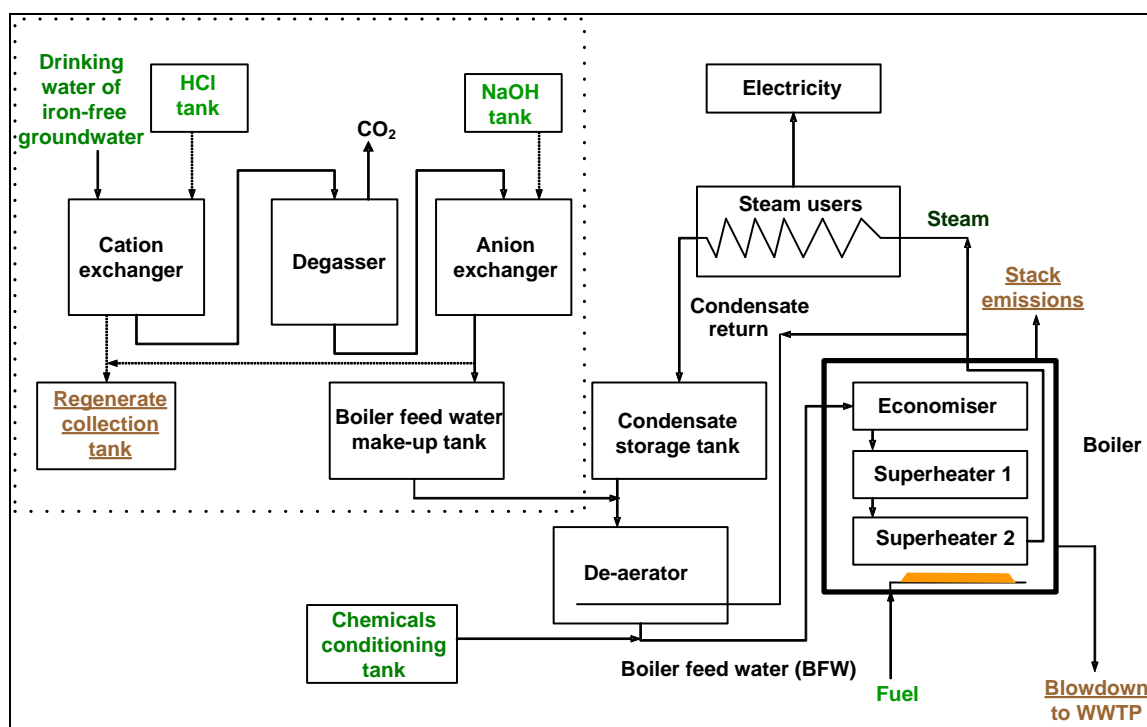 Drinking
water of
iron-free
groundwater
HCl
tank
NaOH
tank
CO₂
Cation
exchanger
Degasser
Anion
exchanger
Regenerate
collection
tank
Boiler feed water
make-up tank
Electricity
Steam users
Steam
Condensate
return
Stack
emissions
Condensate
storage tank
Economiser
Superheater 1
Superheater 2
Boiler
De-aerator
Chemicals
conditioning
tank
Boiler feed water (BFW)
Fuel
Blowdown
to WWTP